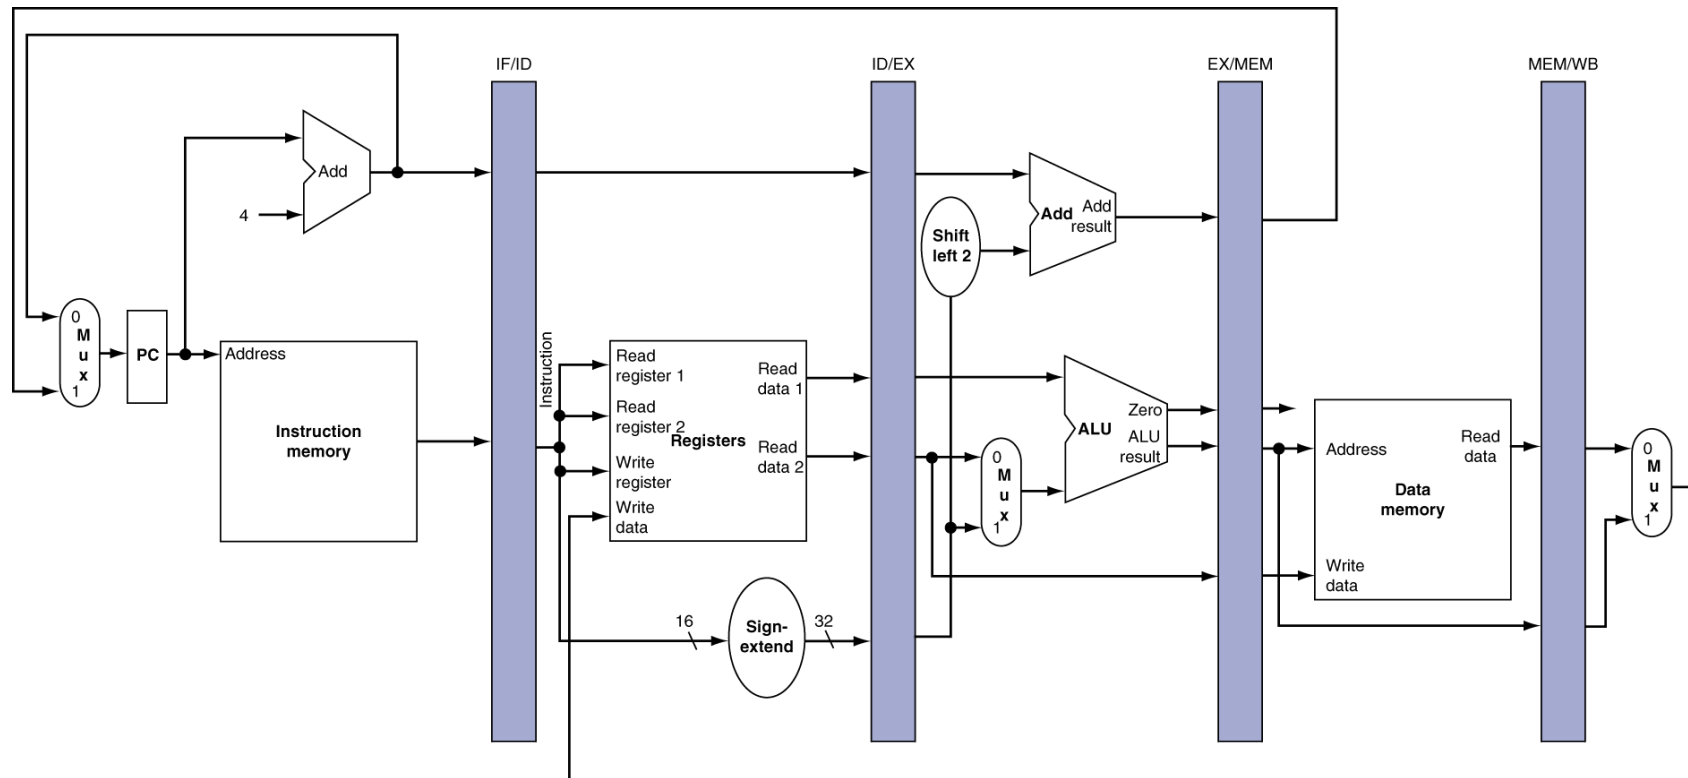 IF/ID
ID/EX
EX/MEM
MEM/WB
Add
4
Shift
left 2
Add
Add
result
0
M
u
x
1
PC
Address
Instruction
memory
Instruction
Read
register 1
Read
register 2
Registers
Write
register
Write
data
Read
data 1
Read
data 2
16
Sign-
extend
32
0
M
u
x
1
ALU
Zero
ALU
result
Address
Read
data
Data
memory
Write
data
0
M
u
x
1